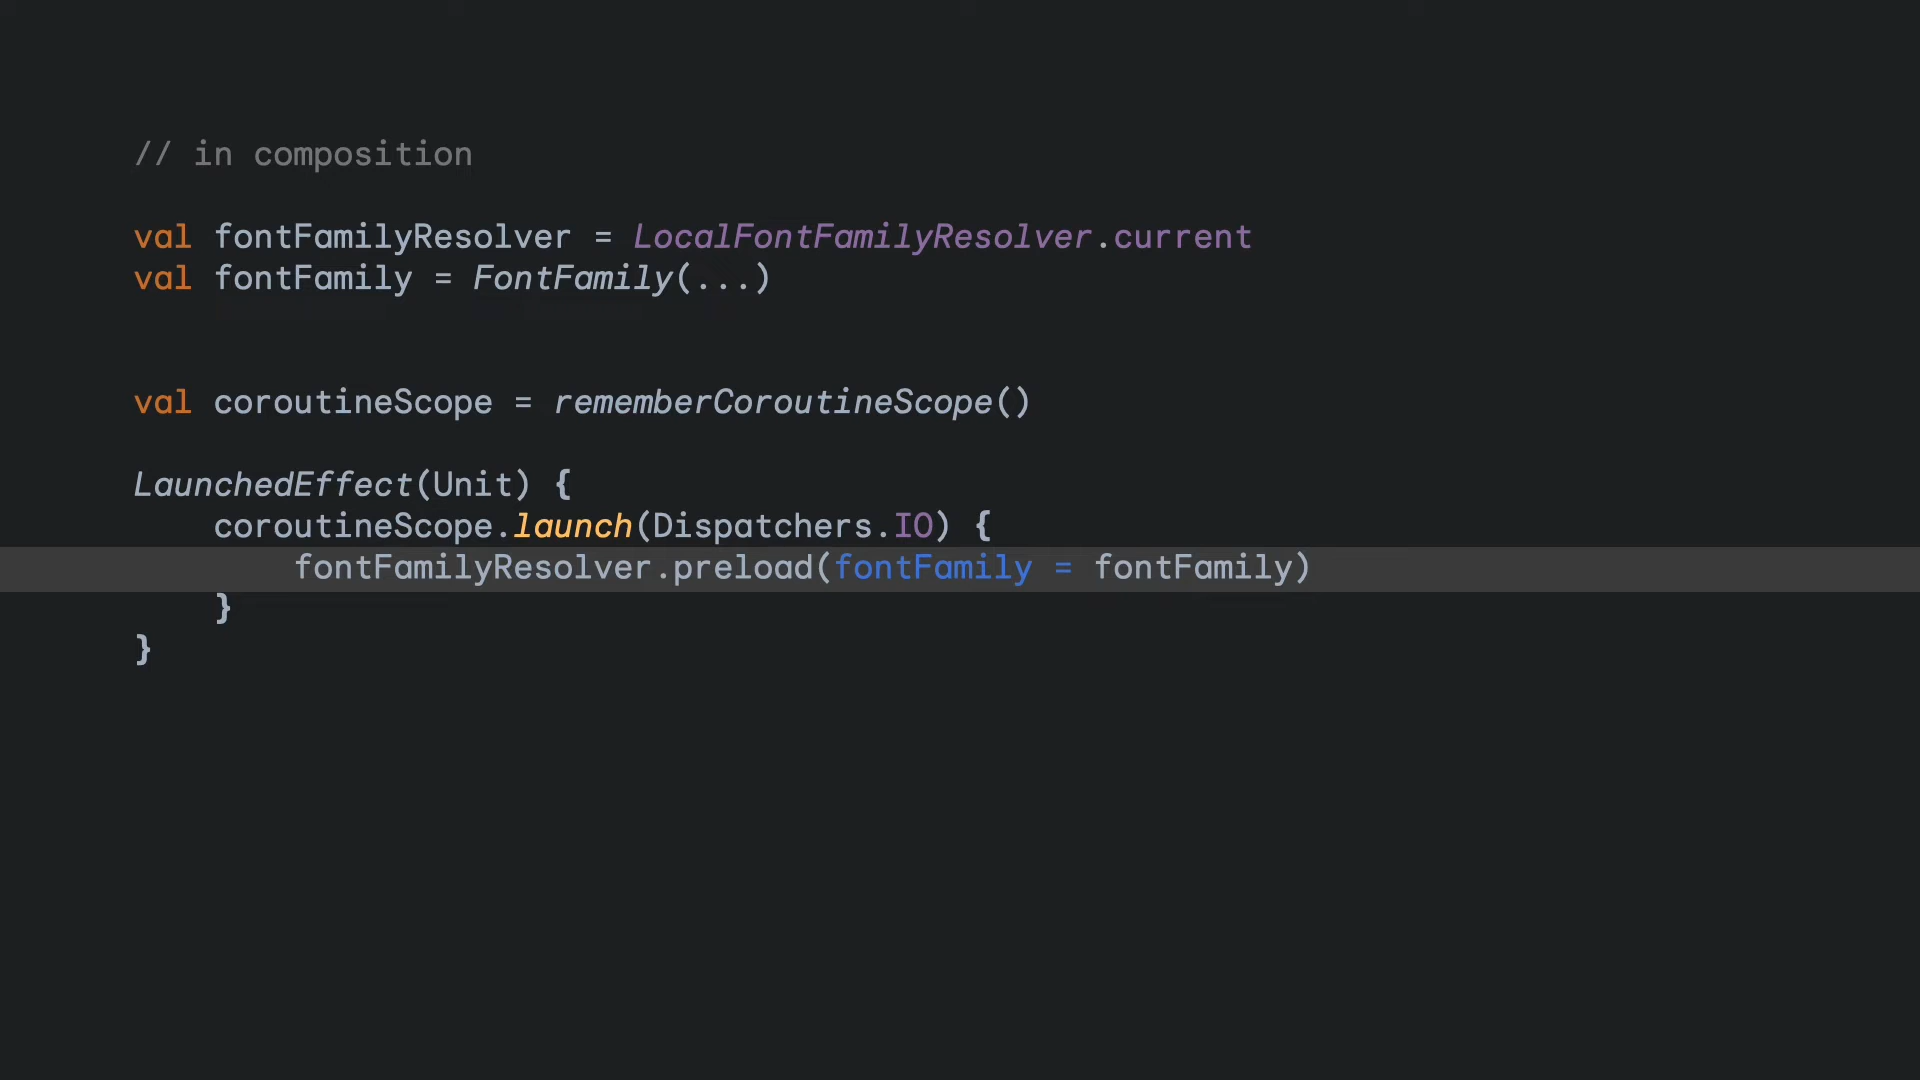 // in composition
val fontFamilyResolver = LocalFontFamilyResolver.current
val fontFamily = FontFamily(...)
val coroutineScope = rememberCoroutineScope()
LaunchedEffect(Unit) {
coroutineScope.launch(Dispatchers.IO) {
fontFamilyResolver.preload(fontFamily = fontFamily)
}
}